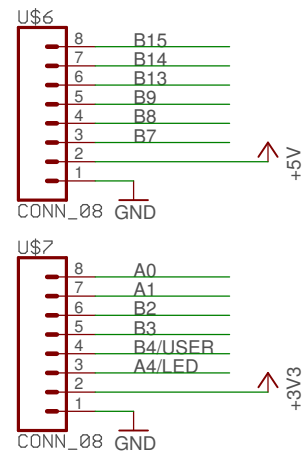 U$6
8 B15
7 B14
6 B13
5 B9
4 B8
3 B7
2 +5V
1
CONN_08 GND
U$7
8 A0
7 A1
6 B2
5 B3
4 B4/USER
3 A4/LED
2 +3V3
1
CONN_08 GND